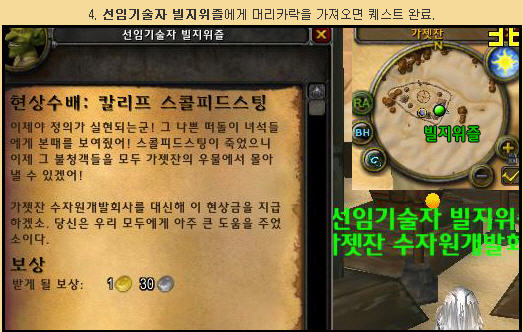 4. 선임기술자 빌지위즐에게 머리카락을 가져오면 퀘스트 완료.
선임기술자 빌지위즐
현상수배: 칼리프 스콜피드스팅
이제야 정의가 실현되는군! 그 나쁜 떠돌이 녀석들
에게 본때를 보여줬어! 스콜피드스팅이 죽었으니
이제 그 불청객들을 모두 가젯잔의 우물에서 몰아
낼 수 있겠어!
가젯잔 수자원개발회사를 대신해 이 현상금을 지급
하겠소. 당신은 우리 모두에게 아주 큰 도움을 주었
소이다.
보상
받게 될 보상: 1 30
가젯잔
N
RA
BH
빌지위즐
선임기술자 빌지위
가젯잔 수자원개발회